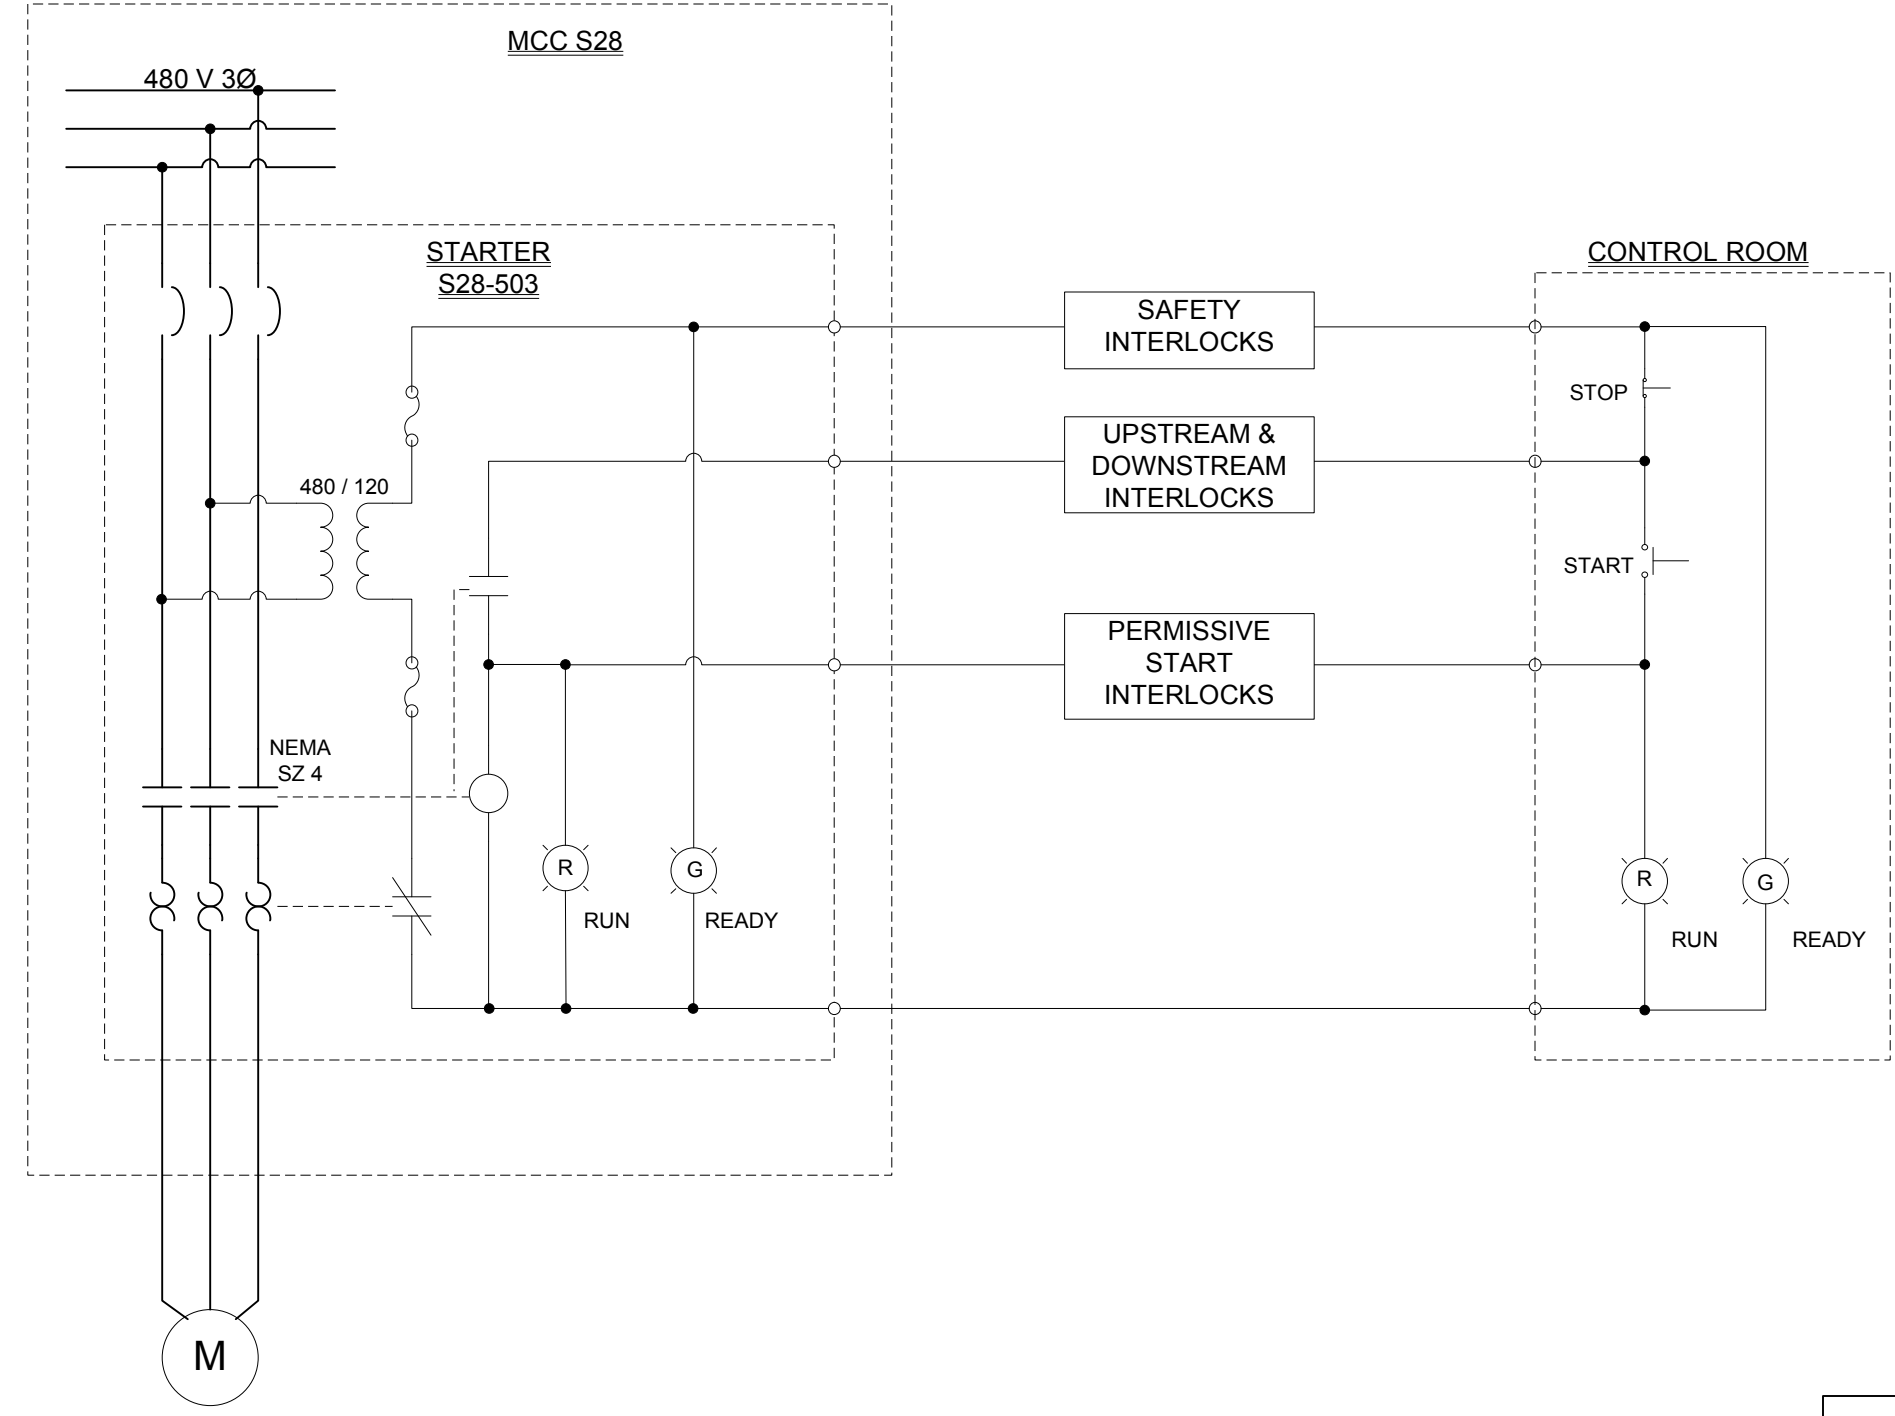 MCC S28
480 V 3Ø
STARTER
S28-503
CONTROL ROOM
SAFETY
INTERLOCKS
STOP
UPSTREAM &
DOWNSTREAM
INTERLOCKS
480 / 120
START
PERMISSIVE
START
INTERLOCKS
NEMA
SZ 4
R
G
RUN
READY
R
G
RUN
READY
M